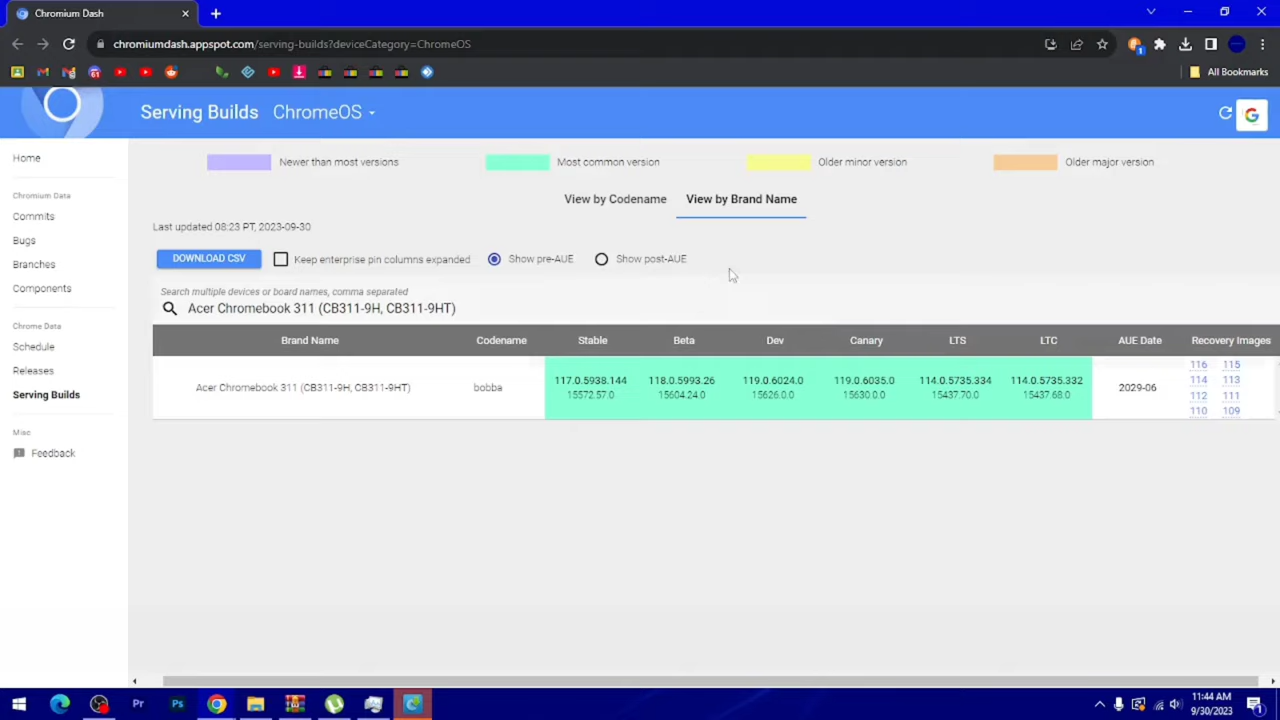 Chromium Dash
chromiumdash.appspot.com/serving-builds?deviceCategory=ChromeOS
61
1
All Bookmarks
Serving Builds ChromeOS
Home
Chromium Data
Commits
Bugs
Branches
Components
Chrome Data
Schedule
Releases
Serving Builds
Misc
Feedback
Newer than most versions Most common version Older minor version Older major version
View by Codename View by Brand Name
Last updated 08:23 PT, 2023-09-30
DOWNLOAD CSV Keep enterprise pin columns expanded Show pre-AUE Show post-AUE
Search multiple devices or board names, comma separated
Acer Chromebook 311 (CB311-9H, CB311-9HT)
Brand Name Codename Stable Beta Dev Canary LTS LTC AUE Date Recovery Images
Acer Chromebook 311 (CB311-9H, CB311-9HT) bobba 117.0.5938.144 118.0.5993.26 119.0.6024.0 119.0.6035.0 114.0.5735.334 114.0.5735.332 2029-06 116 115
15572.57.0 15604.24.0 15626.0.0 15630.0.0 15437.70.0 15437.68.0 114 113
112 111
110 109
Pr Ps
11:44 AM
9/30/2023
1